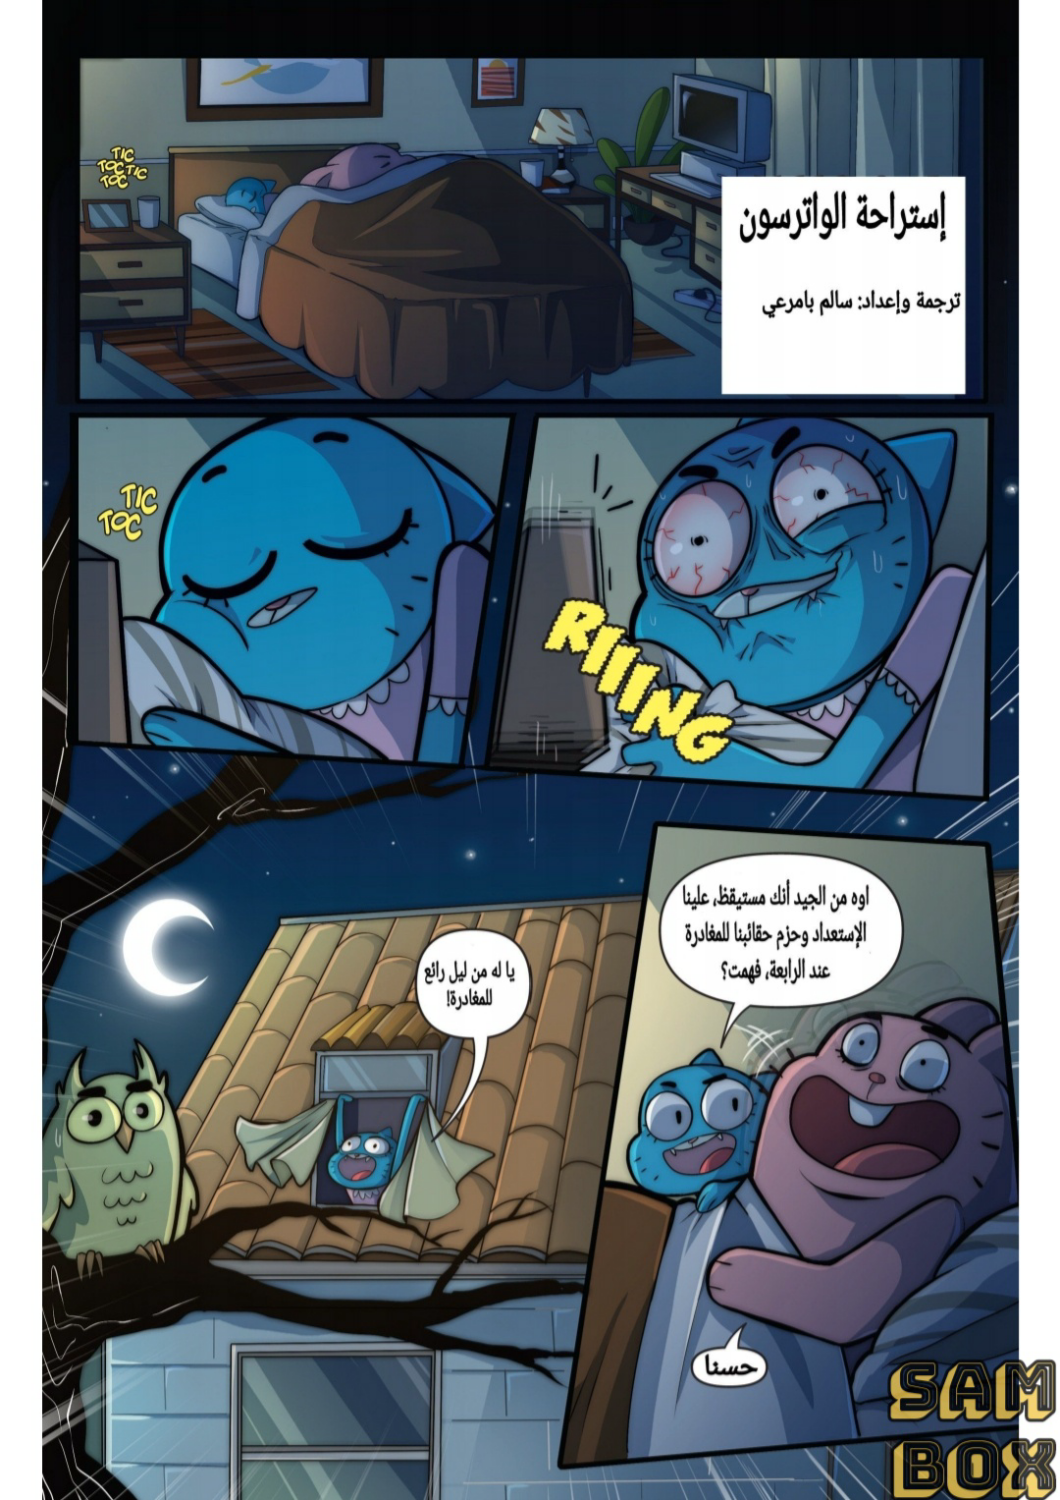 TIC
TOC TIC
TOC
إستراحة الواترسون
ترجمة وإعداد: سالم بامرعي
TIC
TOC
RIIIING
اوه من الجيد أنك مستيقظ، علينا
الإستعداد وحزم حقائبنا للمغادرة
عند الرابعة، فهمت؟
يا له من ليل رائع
للمغادرة!
حسنا
SAM
BOX